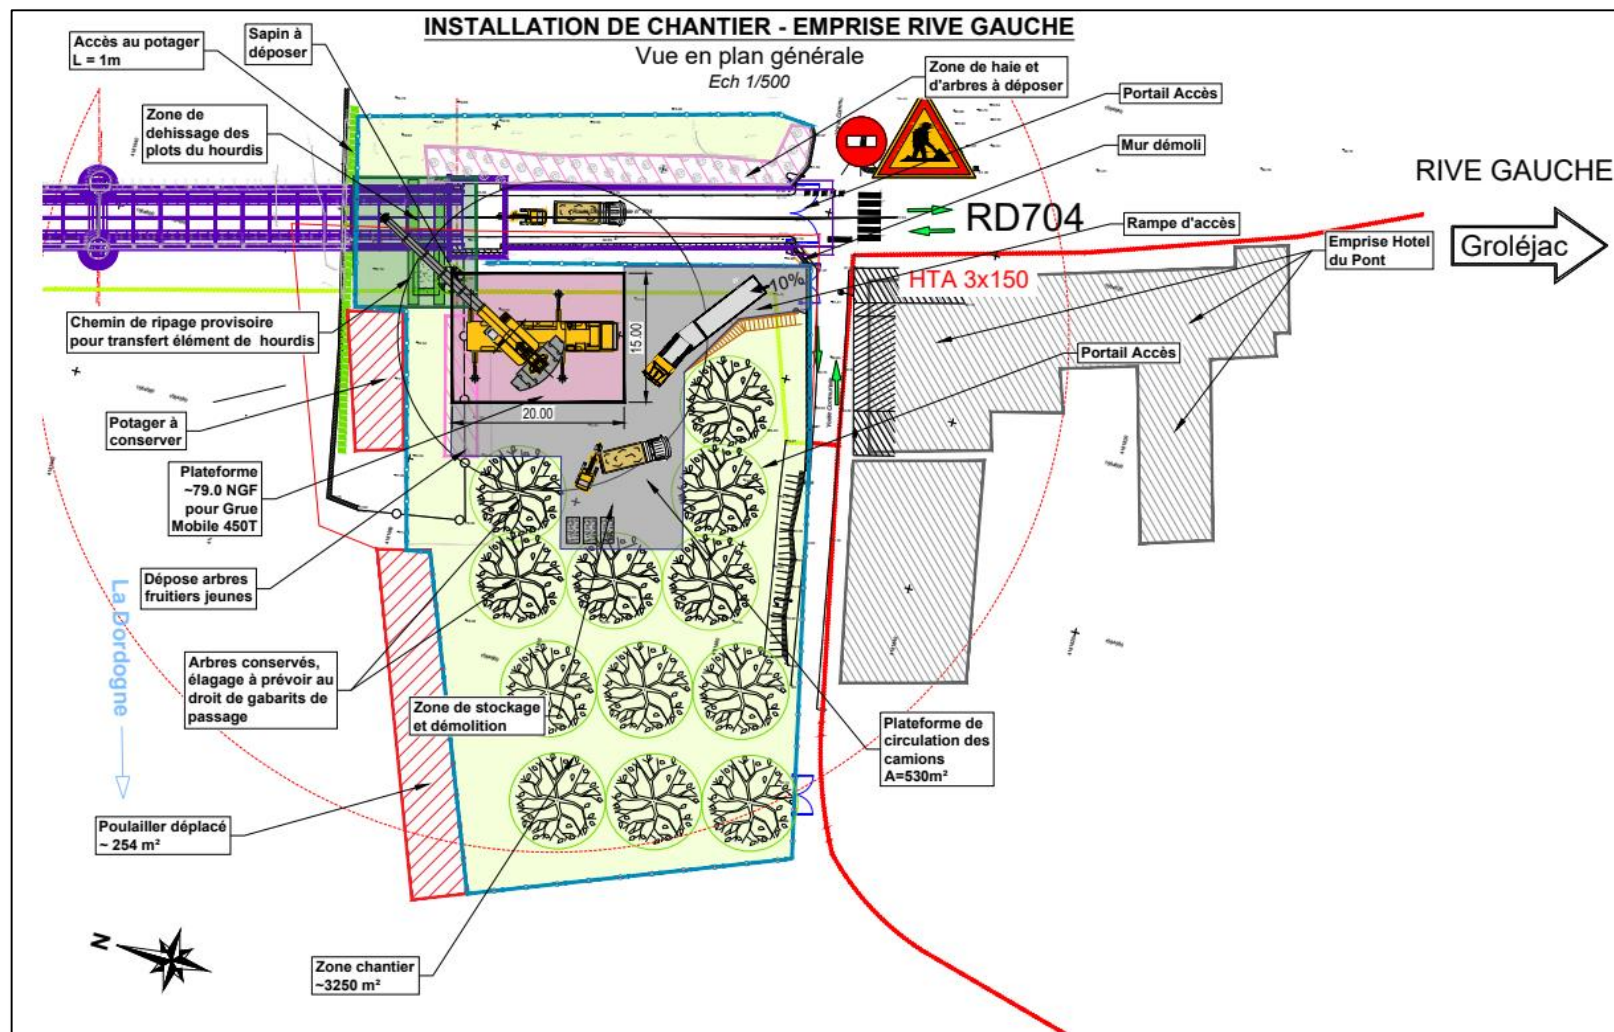 INSTALLATION DE CHANTIER - EMPRISE RIVE GAUCHE
Vue en plan générale
Ech 1/500
Accès au potager
L = 1m
Sapin à
déposer
Zone de haie et
d'arbres à déposer
Portail Accès
Zone de
dehissage des
plots du hourdis
Mur démoli
RIVE GAUCHE
RD704
Rampe d'accès
Emprise Hotel
du Pont
Groléjac
HTA 3x150
10%
Chemin de ripage provisoire
pour transfert élément de hourdis
15.00
Portail Accès
20.00
Potager à
conserver
Plateforme
~79.0 NGF
pour Grue
Mobile 450T
Dépose arbres
fruitiers jeunes
La Dordogne
Arbres conservés,
élagage à prévoir au
droit de gabarits de
passage
Zone de stockage
et démolition
Plateforme de
circulation des
camions
A=530m²
Poulailler déplacé
~ 254 m²
N
Zone chantier
~3250 m²